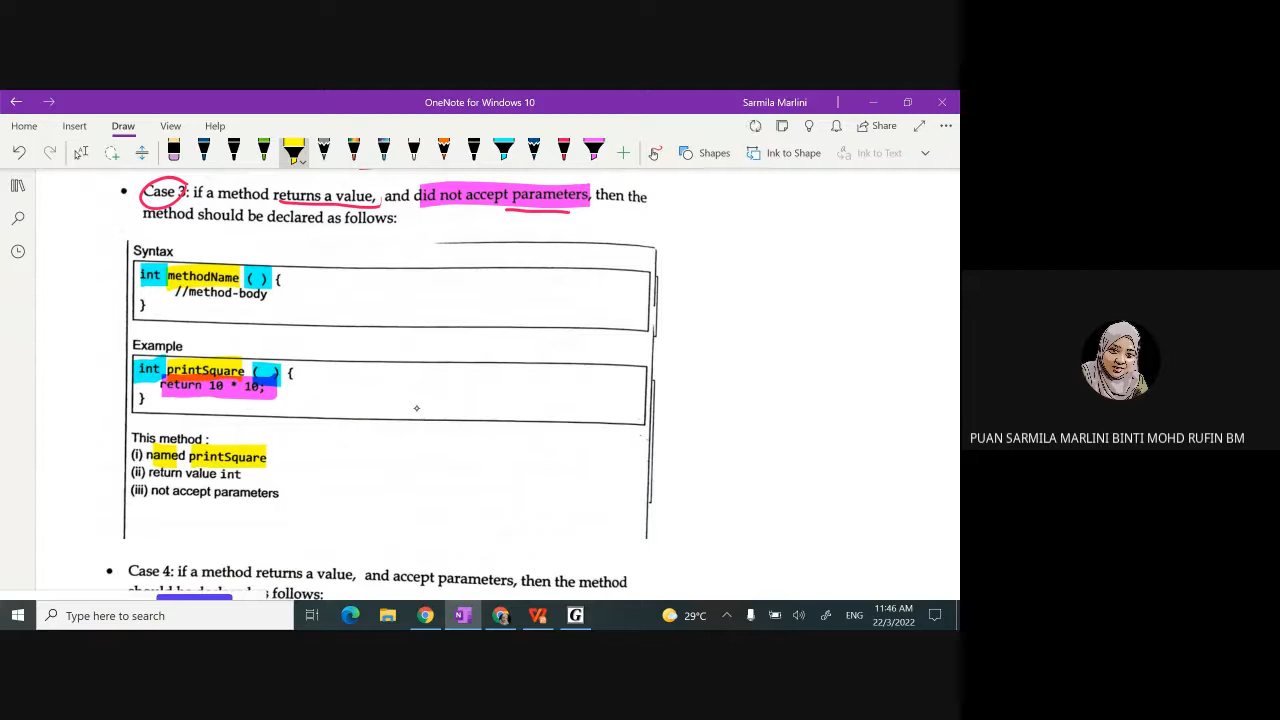 OneNote for Windows 10
Sarmila Marlini
Home Insert Draw View Help
Share
Shapes Ink to Shape Ink to Text
• Case 3: if a method returns a value, and did not accept parameters, then the
method should be declared as follows:
Syntax
int methodName ( ) {
//method-body
}
Example
int printSquare ( ) {
return 10 * 10;
}
This method :
(i) named printSquare
(ii) return value int
(iii) not accept parameters
• Case 4: if a method returns a value, and accept parameters, then the method
should be declared as follows:
PUAN SARMILA MARLINI BINTI MOHD RUFIN BM
Type here to search
29°C
ENG
11:46 AM
22/3/2022